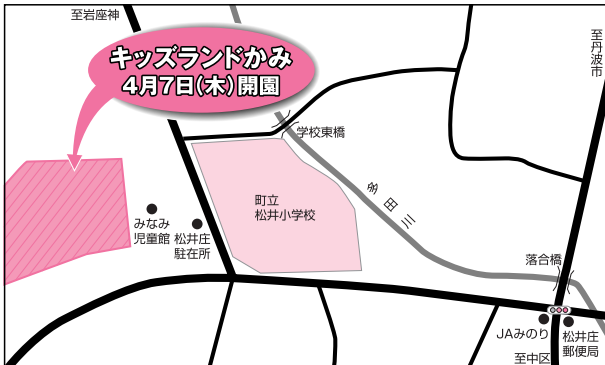 至岩座神
キッズランドかみ
4月7日(木)開園
至丹波市
学校東橋
多田川
町立
松井小学校
みなみ
児童館
松井庄
駐在所
落合橋
JAみのり
松井庄
郵便局
至中区